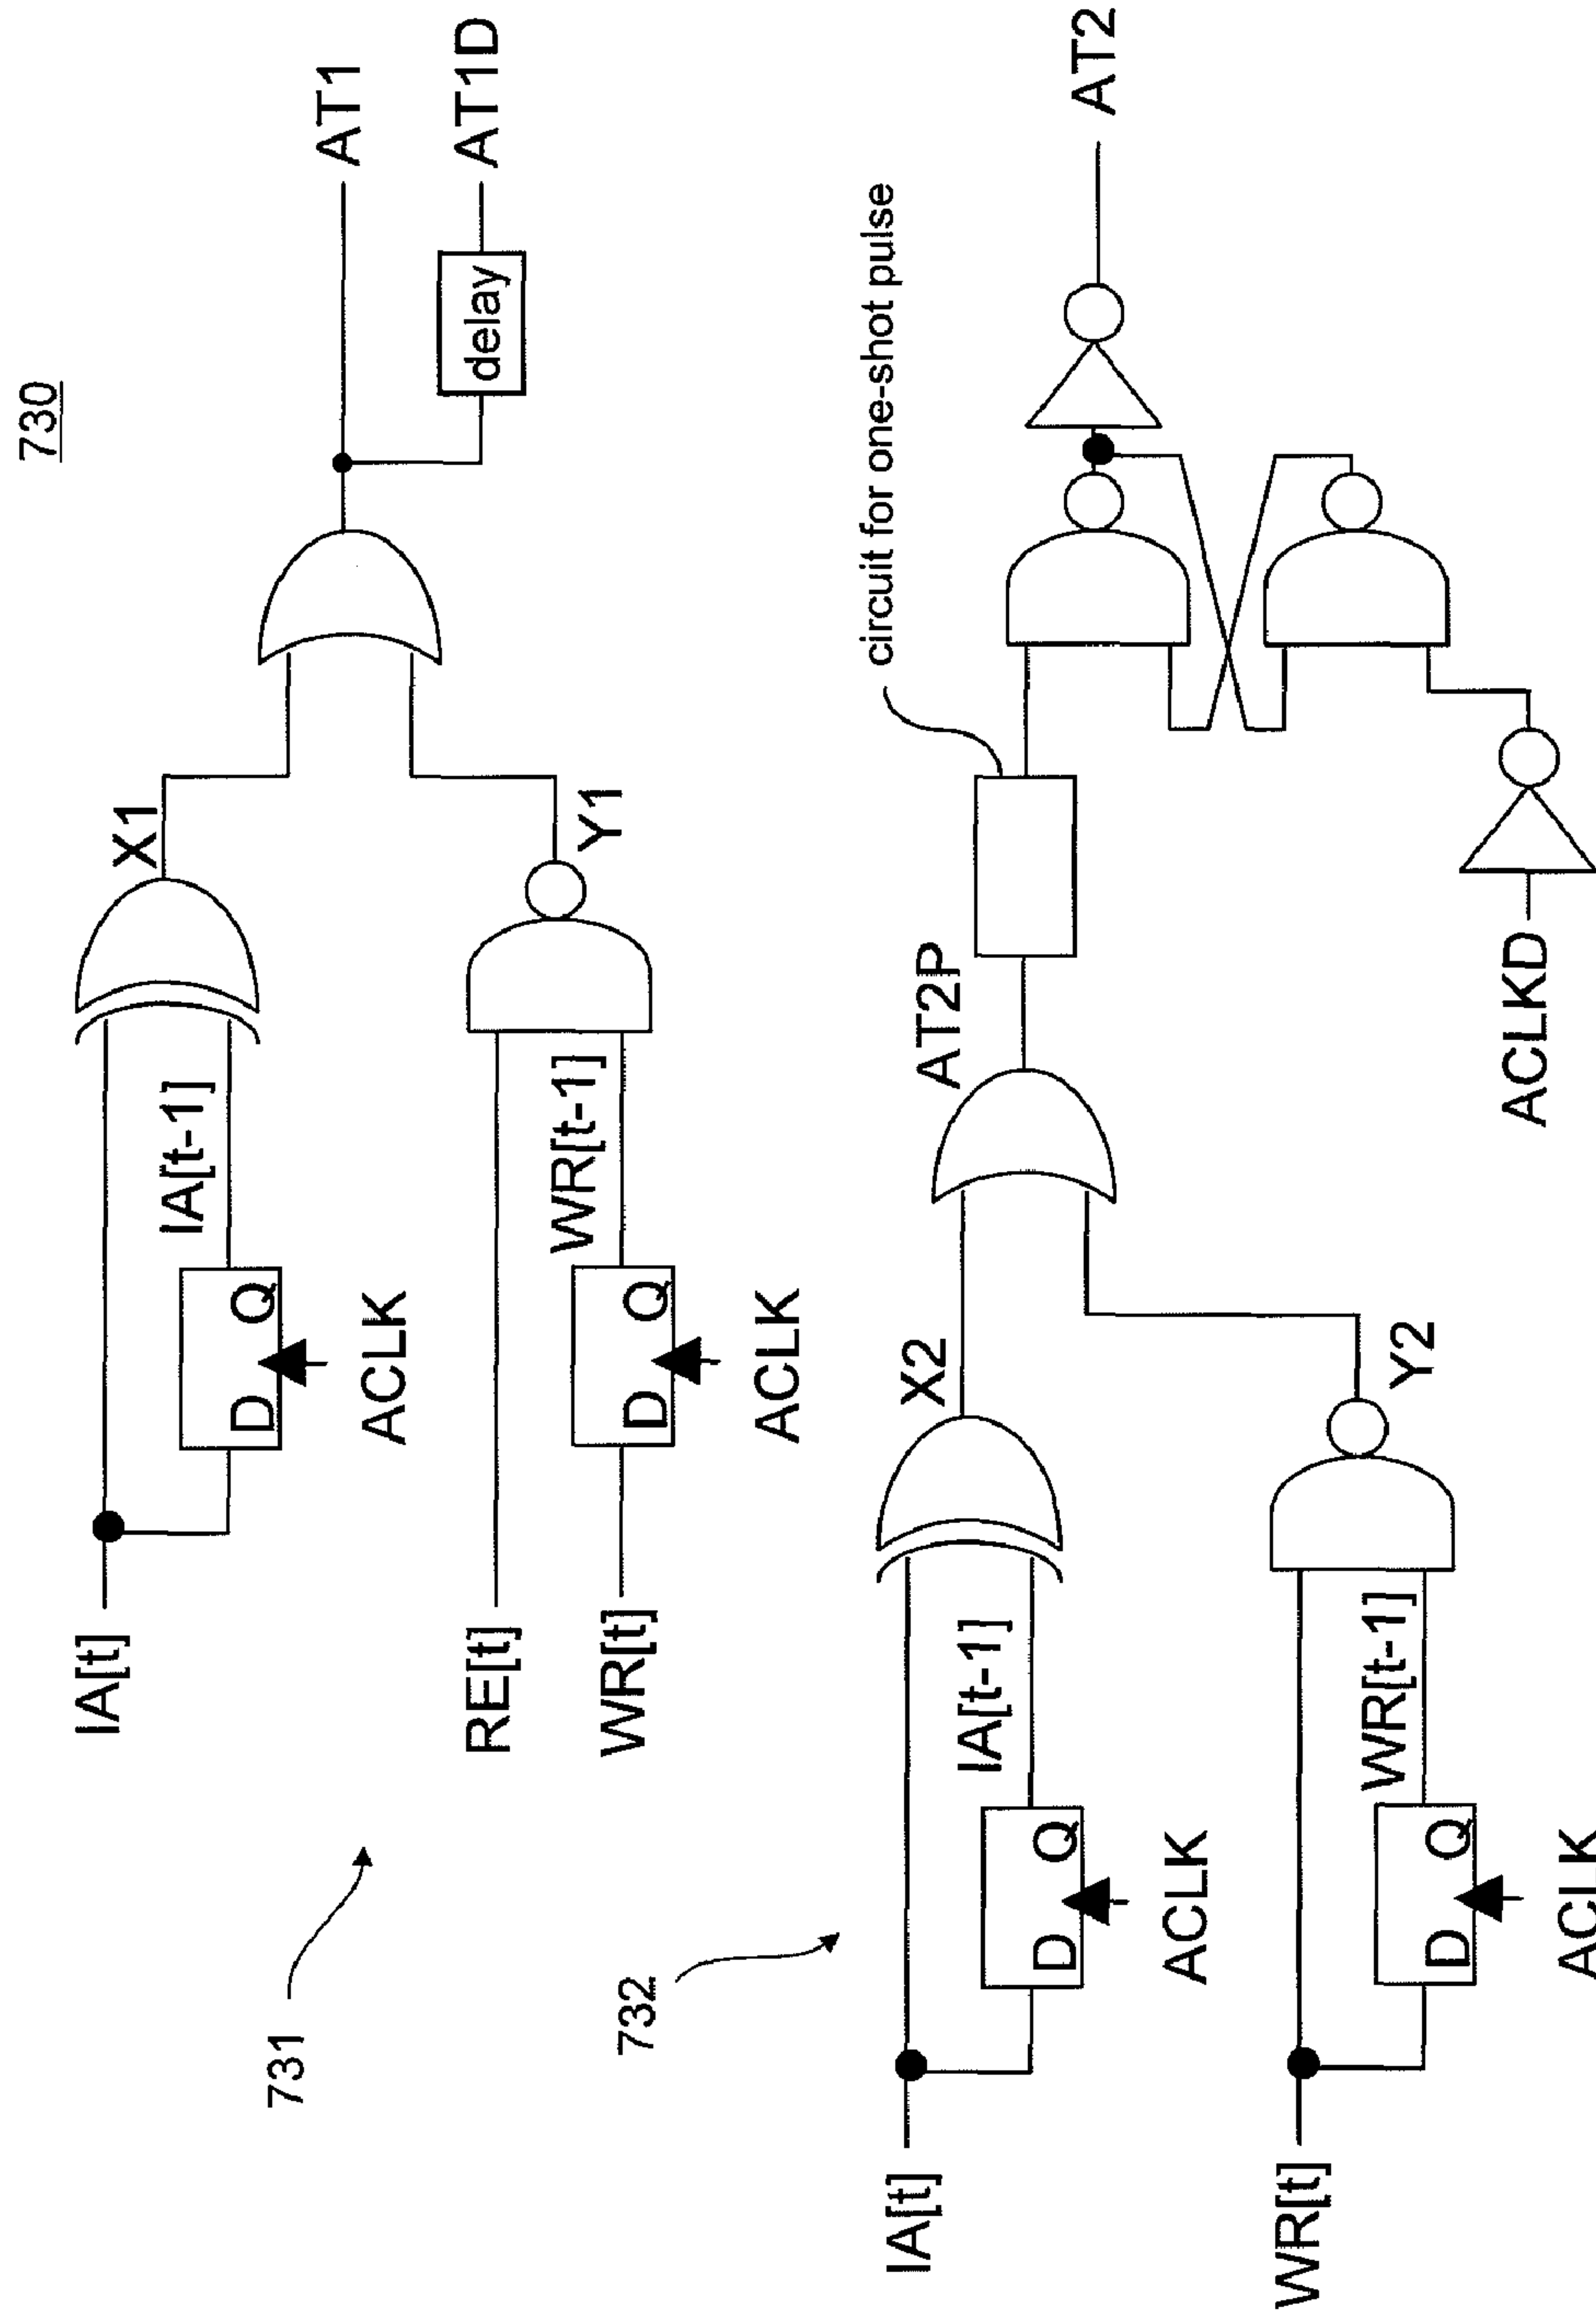 730
IA[t]
D Q
ACLK
IA[t-1]
X1
RE[t]
WR[t]
D Q
ACLK
WR[t-1]
Y1
AT1
delay
AT1D
731
732
IA[t]
D Q
ACLK
IA[t-1]
X2
WR[t]
D Q
ACLK
WR[t-1]
Y2
AT2P
circuit for one-shot pulse
ACLKD
AT2